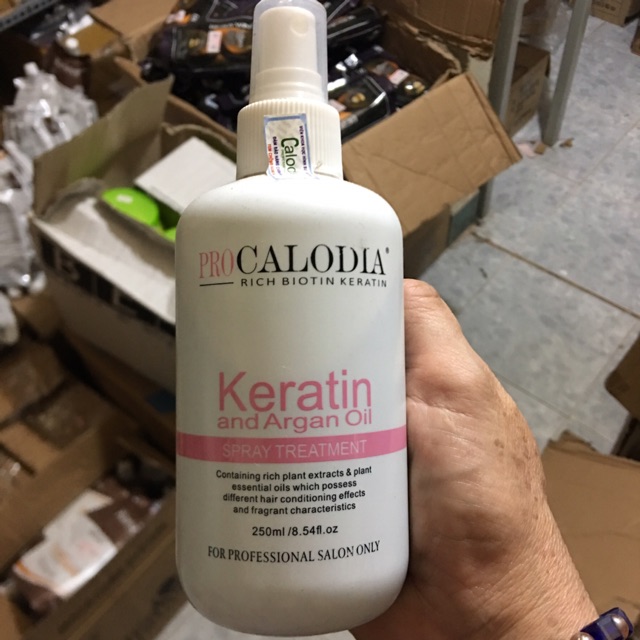 PROCALODIA®
RICH BIOTIN KERATIN
Keratin
and Argan Oil
SPRAY TREATMENT
Containing rich plant extracts & plant
essential oils which possess
different hair conditioning effects
and fragrant characteristics
250ml /8.54fl.oz
FOR PROFESSIONAL SALON ONLY